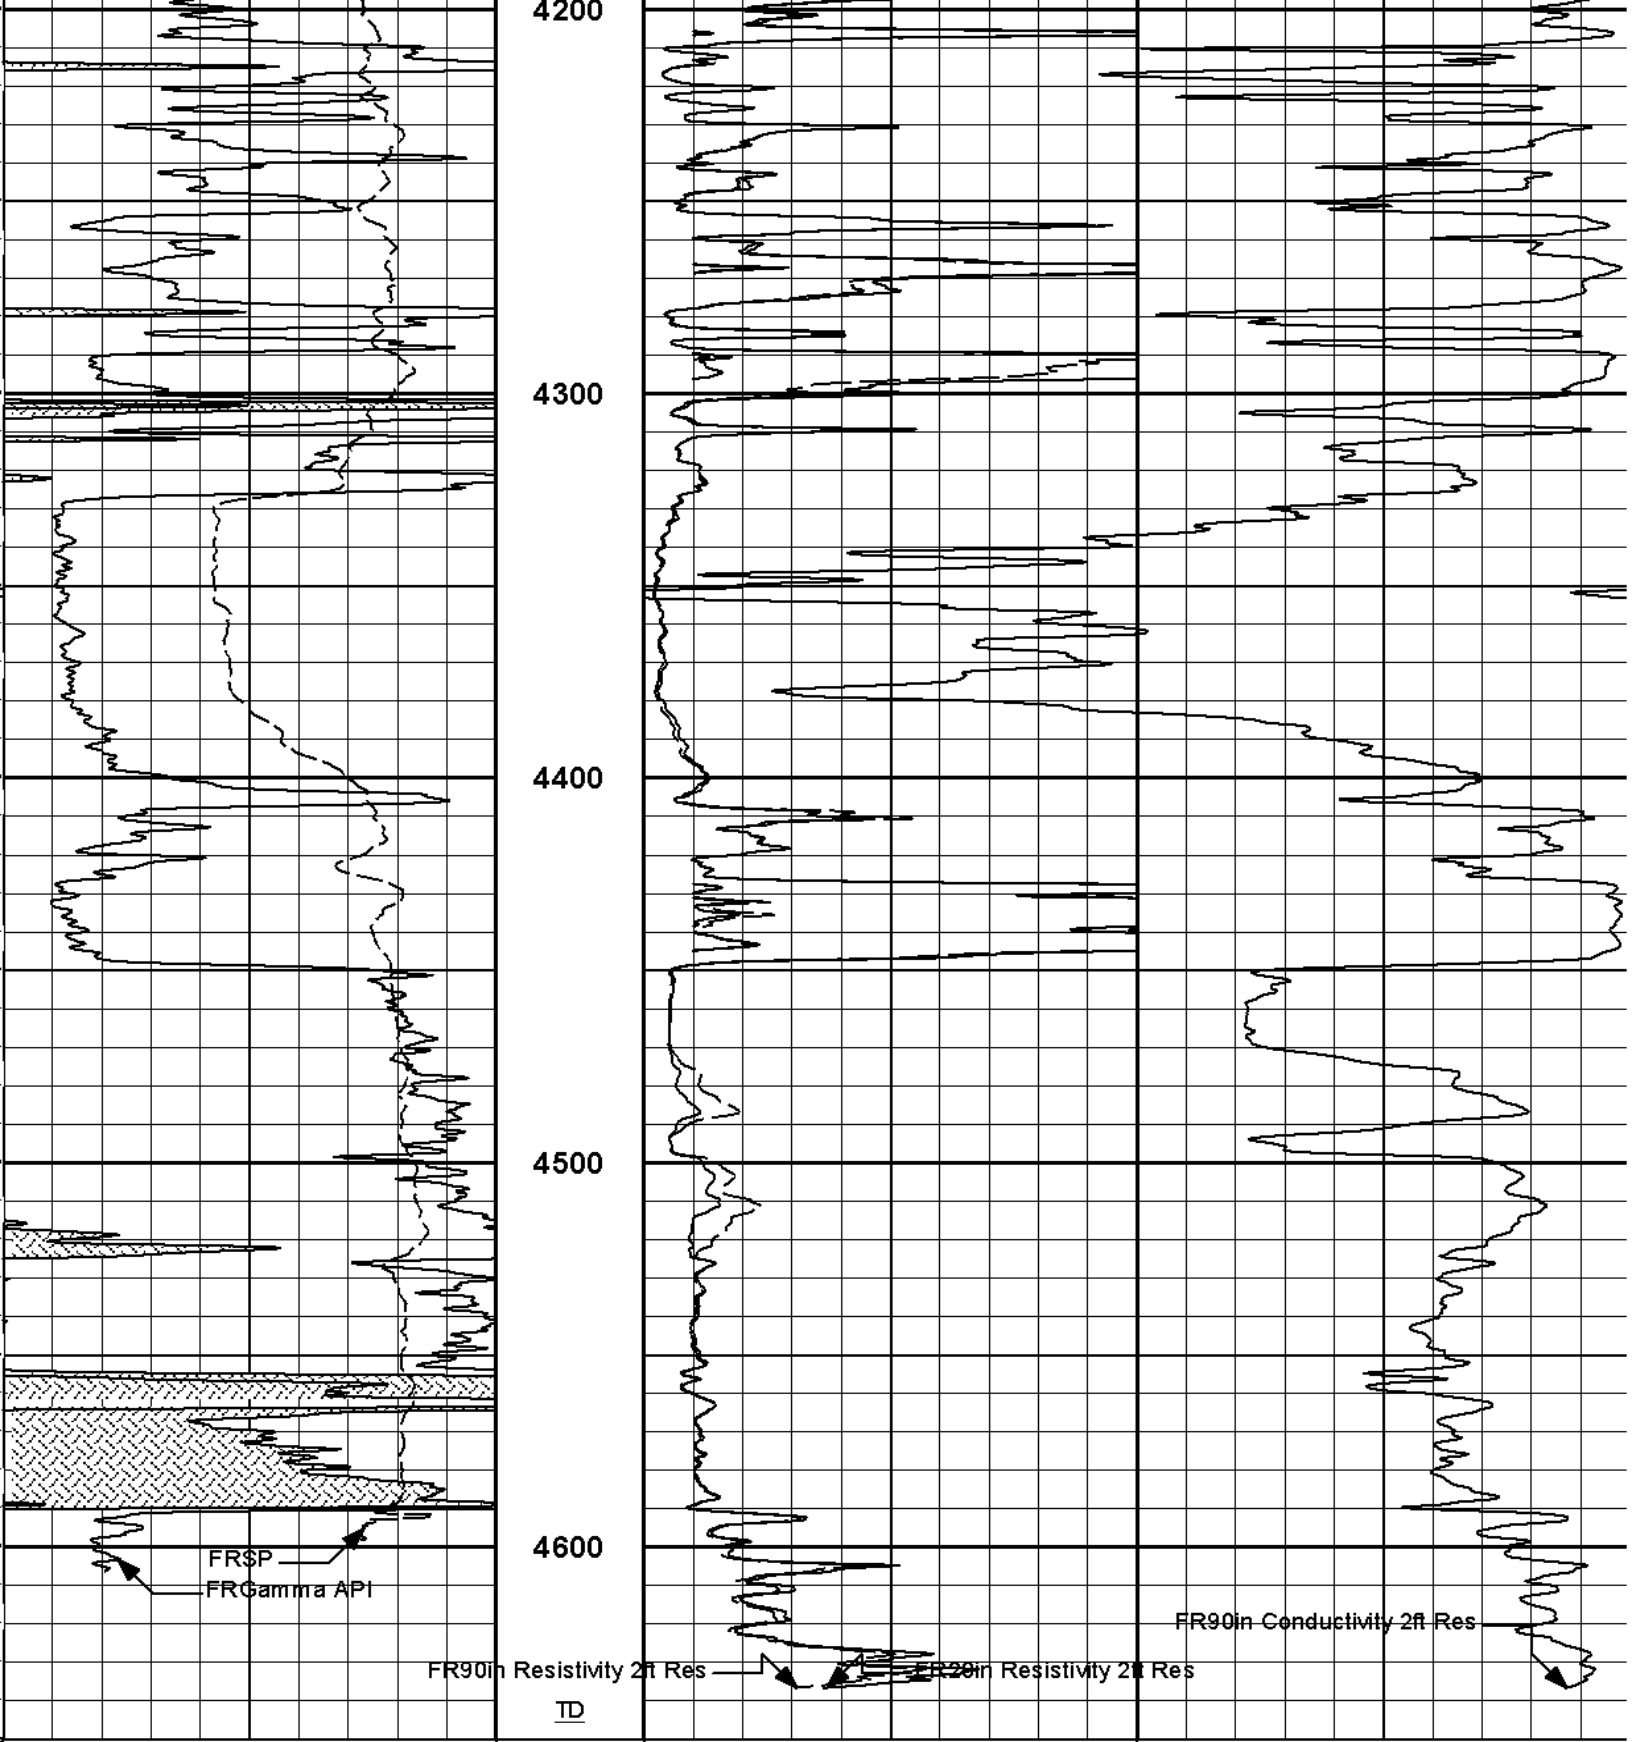 4200
4300
4400
4500
4600
FRSP
FRGamma API
FR90in Conductivity 2ft Res
FR90in Resistivity 2ft Res
FR20in Resistivity 2ft Res
TD